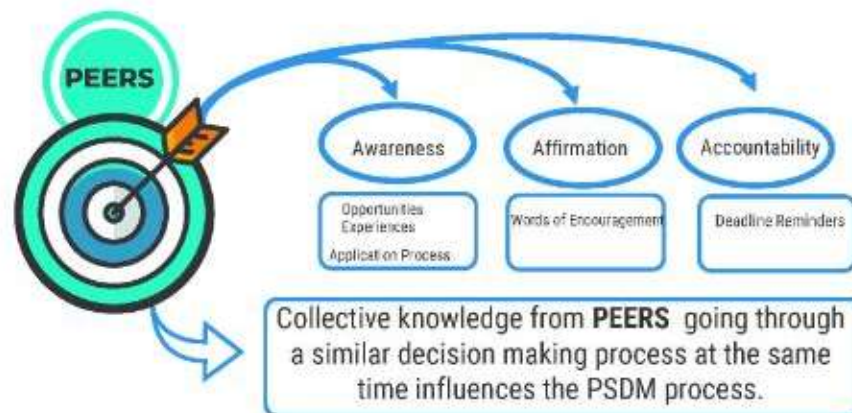 PEERS
Awareness
Affirmation
Accountability
Opportunities
Experiences
Application Process
Words of Encouragement
Deadline Reminders
Collective knowledge from PEERS going through
a similar decision making process at the same
time influences the PSDM process.